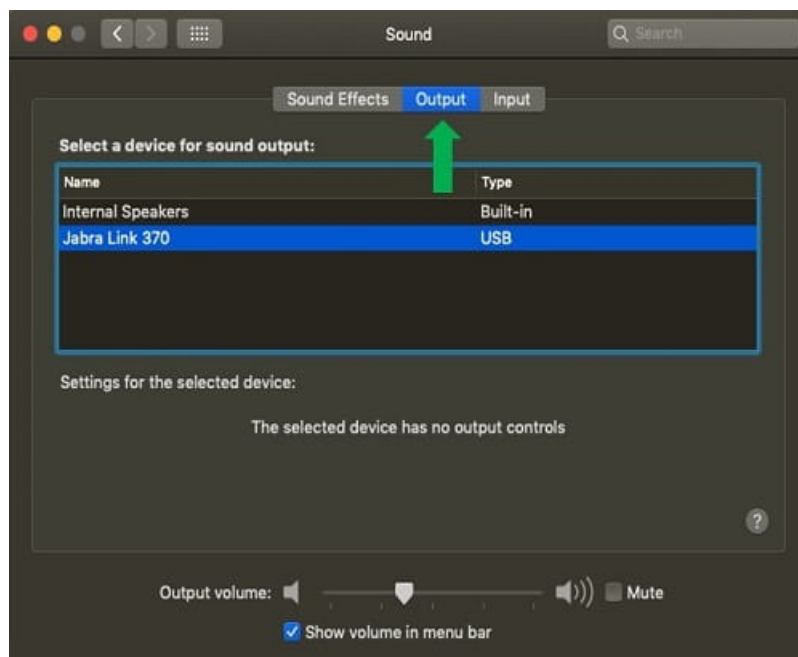 Sound
Search
Sound Effects Output Input
Select a device for sound output:
Name Type
Internal Speakers Built-in
Jabra Link 370 USB
Settings for the selected device:
The selected device has no output controls
?
Output volume: Mute
Show volume in menu bar